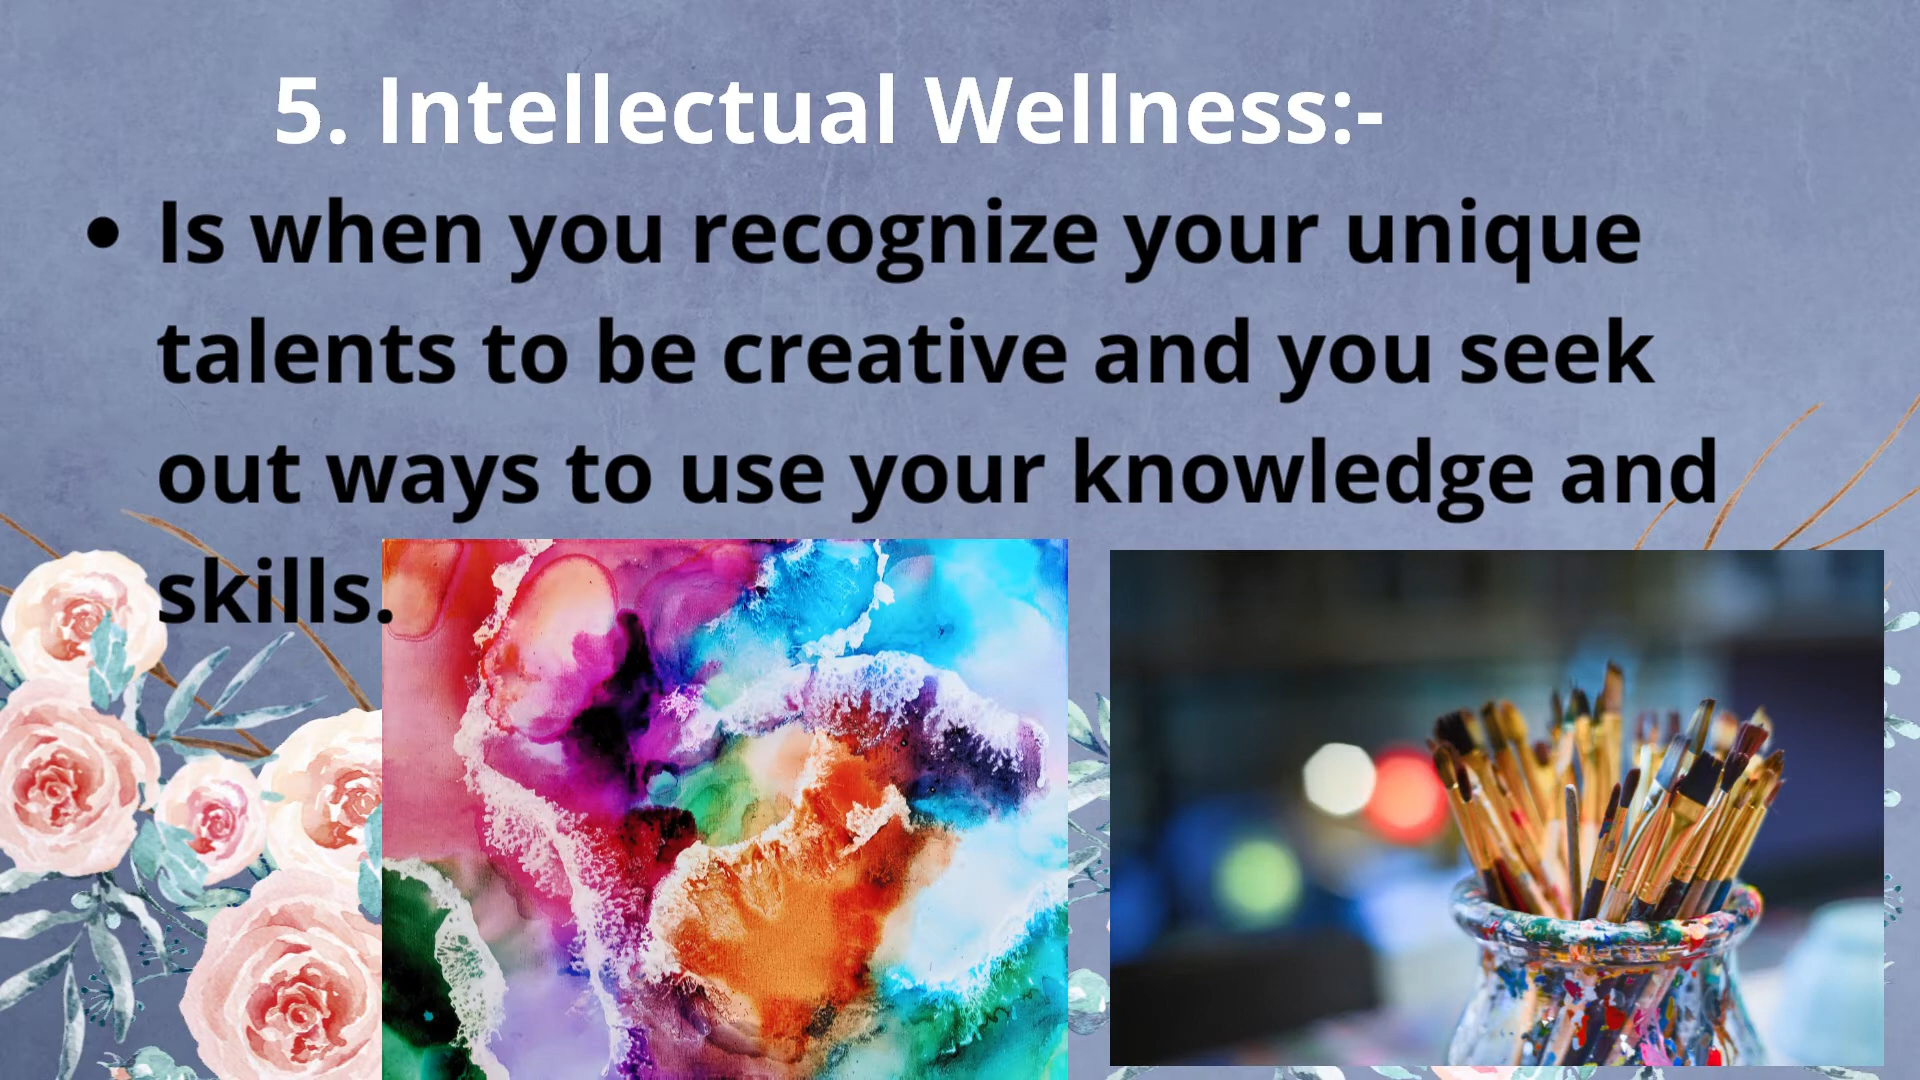 5. Intellectual Wellness:-
• Is when you recognize your unique
talents to be creative and you seek
out ways to use your knowledge and
skills.